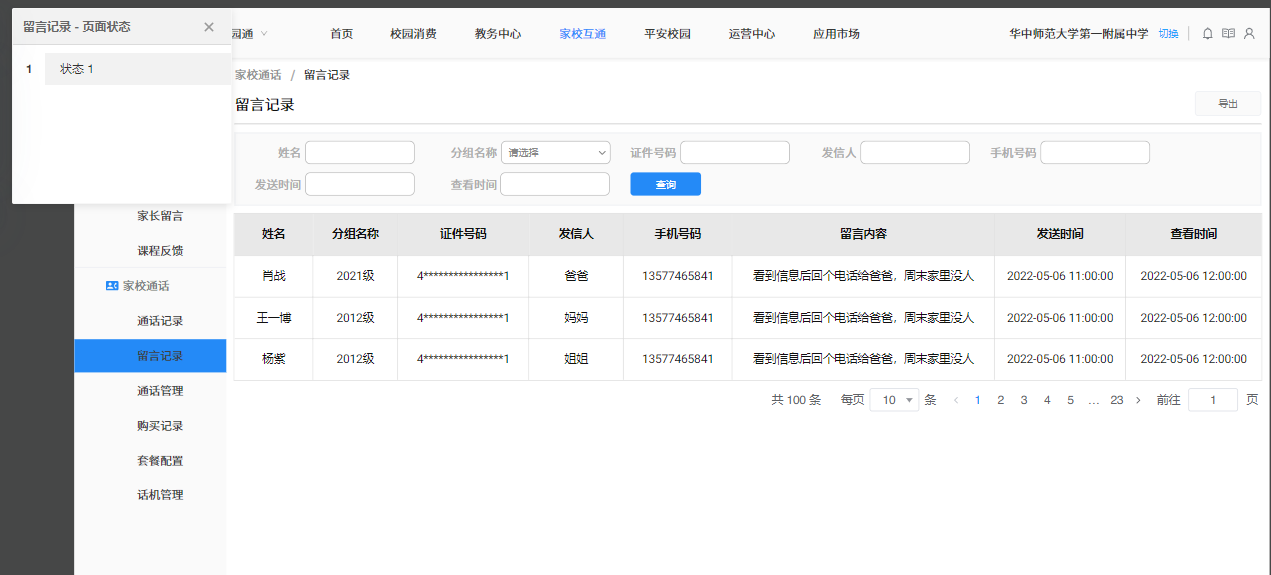 留言记录 - 页面状态
1 状态 1
园通 首页 校园消费 教务中心 家校互通 平安校园 运营中心 应用市场 华中师范大学第一附属中学 切换
家校通话 / 留言记录
留言记录 导出
姓名 分组名称 请选择 证件号码 发信人 手机号码
发送时间 查看时间 查询
家长留言
课程反馈
家校通话
通话记录
留言记录
通话管理
购买记录
套餐配置
话机管理
姓名 分组名称 证件号码 发信人 手机号码 留言内容 发送时间 查看时间
肖战 2021级 4****************1 爸爸 13577465841 看到信息后回个电话给爸爸，周末家里没人 2022-05-06 11:00:00 2022-05-06 12:00:00
王一博 2012级 4****************1 妈妈 13577465841 看到信息后回个电话给爸爸，周末家里没人 2022-05-06 11:00:00 2022-05-06 12:00:00
杨紫 2012级 4****************1 姐姐 13577465841 看到信息后回个电话给爸爸，周末家里没人 2022-05-06 11:00:00 2022-05-06 12:00:00
共 100 条 每页 10 条 1 2 3 4 5 … 23 前往 1 页